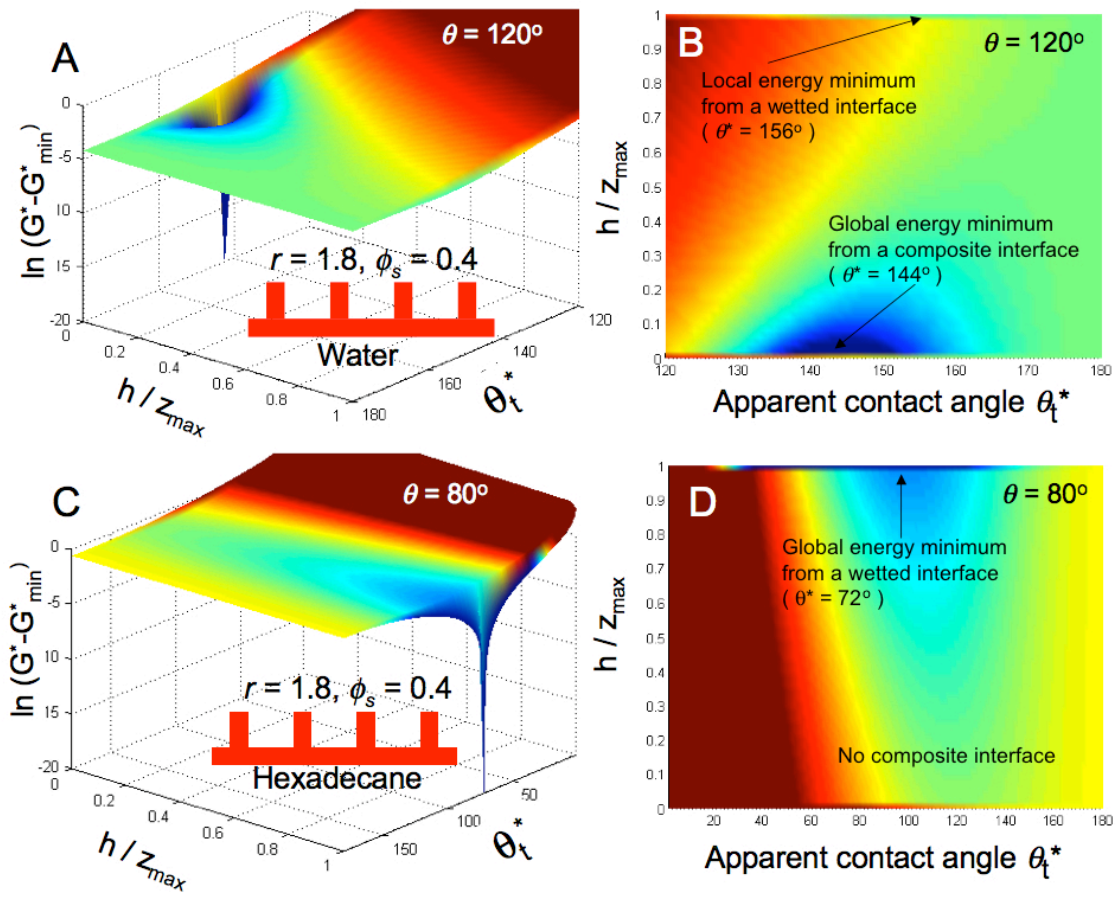 A
θ = 120°
ln (G*-G*min)
0
-5
10
15
-20
0
0.2
0.4
0.6
0.8
1
h / zmax
180
160
140
120
θt*
r = 1.8, ϕs = 0.4
Water
B
θ = 120°
Local energy minimum
from a wetted interface
( θ* = 156° )
Global energy minimum
from a composite interface
( θ* = 144° )
h / zmax
1
0.9
0.8
0.7
0.6
0.5
0.4
0.3
0.2
0.1
0
120 130 140 150 160 170 180
Apparent contact angle θt*
C
θ = 80°
ln (G*-G*min)
0
-5
10
15
-20
0
0.2
0.4
0.6
0.8
1
h / zmax
150
100
50
θt*
r = 1.8, ϕs = 0.4
Hexadecane
D
θ = 80°
Global energy minimum
from a wetted interface
( θ* = 72° )
No composite interface
h / zmax
1
0.9
0.8
0.7
0.6
0.5
0.4
0.3
0.2
0.1
0
20 40 60 80 100 120 140 160 180
Apparent contact angle θt*